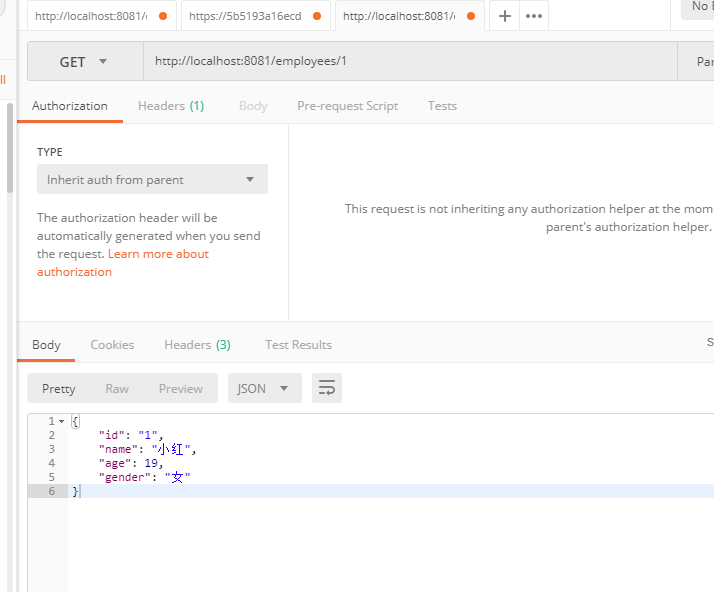 No E
http://localhost:8081/
https://5b5193a16ecd
http://localhost:8081/
+
•••
ll
GET
http://localhost:8081/employees/1
Par
Authorization
Headers (1)
Body
Pre-request Script
Tests
TYPE
Inherit auth from parent
The authorization header will be
automatically generated when you send
the request. Learn more about
authorization
This request is not inheriting any authorization helper at the mom
parent's authorization helper.
Body
Cookies
Headers (3)
Test Results
S
Pretty
Raw
Preview
JSON
1 {
2 "id": "1",
3 "name": "小红",
4 "age": 19,
5 "gender": "女"
6 }